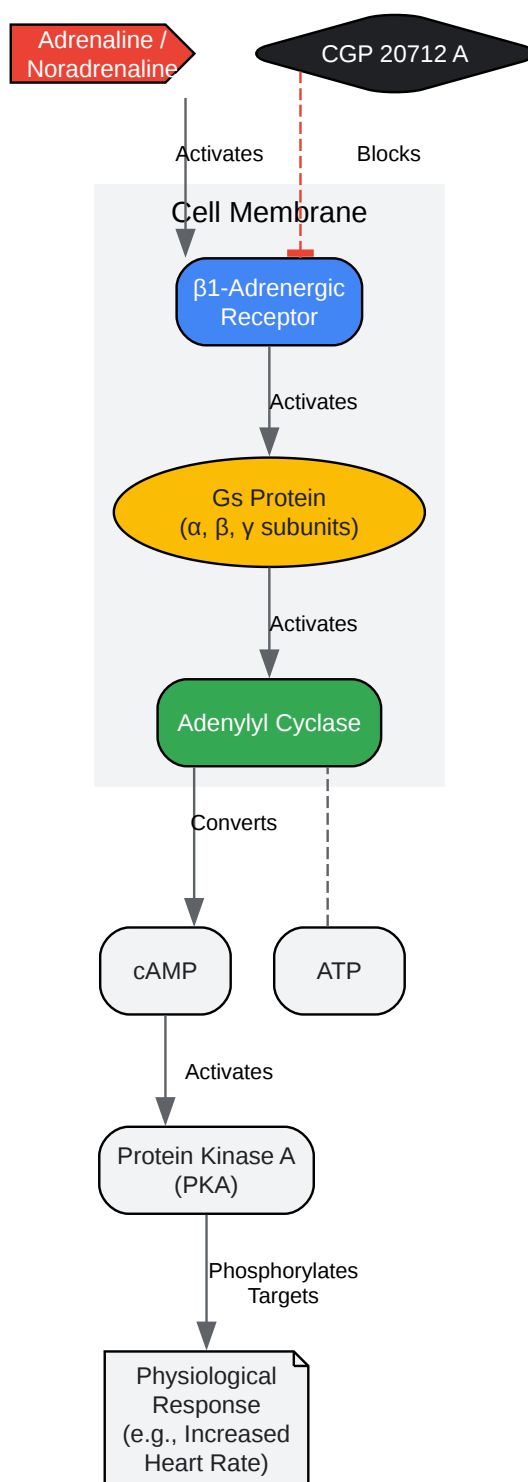 Adrenaline /
Noradrenaline
CGP 20712 A
Activates
Blocks
Cell Membrane
β1-Adrenergic
Receptor
Activates
Gs Protein
(α, β, γ subunits)
Activates
Adenylyl Cyclase
Converts
cAMP
ATP
Activates
Protein Kinase A
(PKA)
Phosphorylates
Targets
Physiological
Response
(e.g., Increased
Heart Rate)